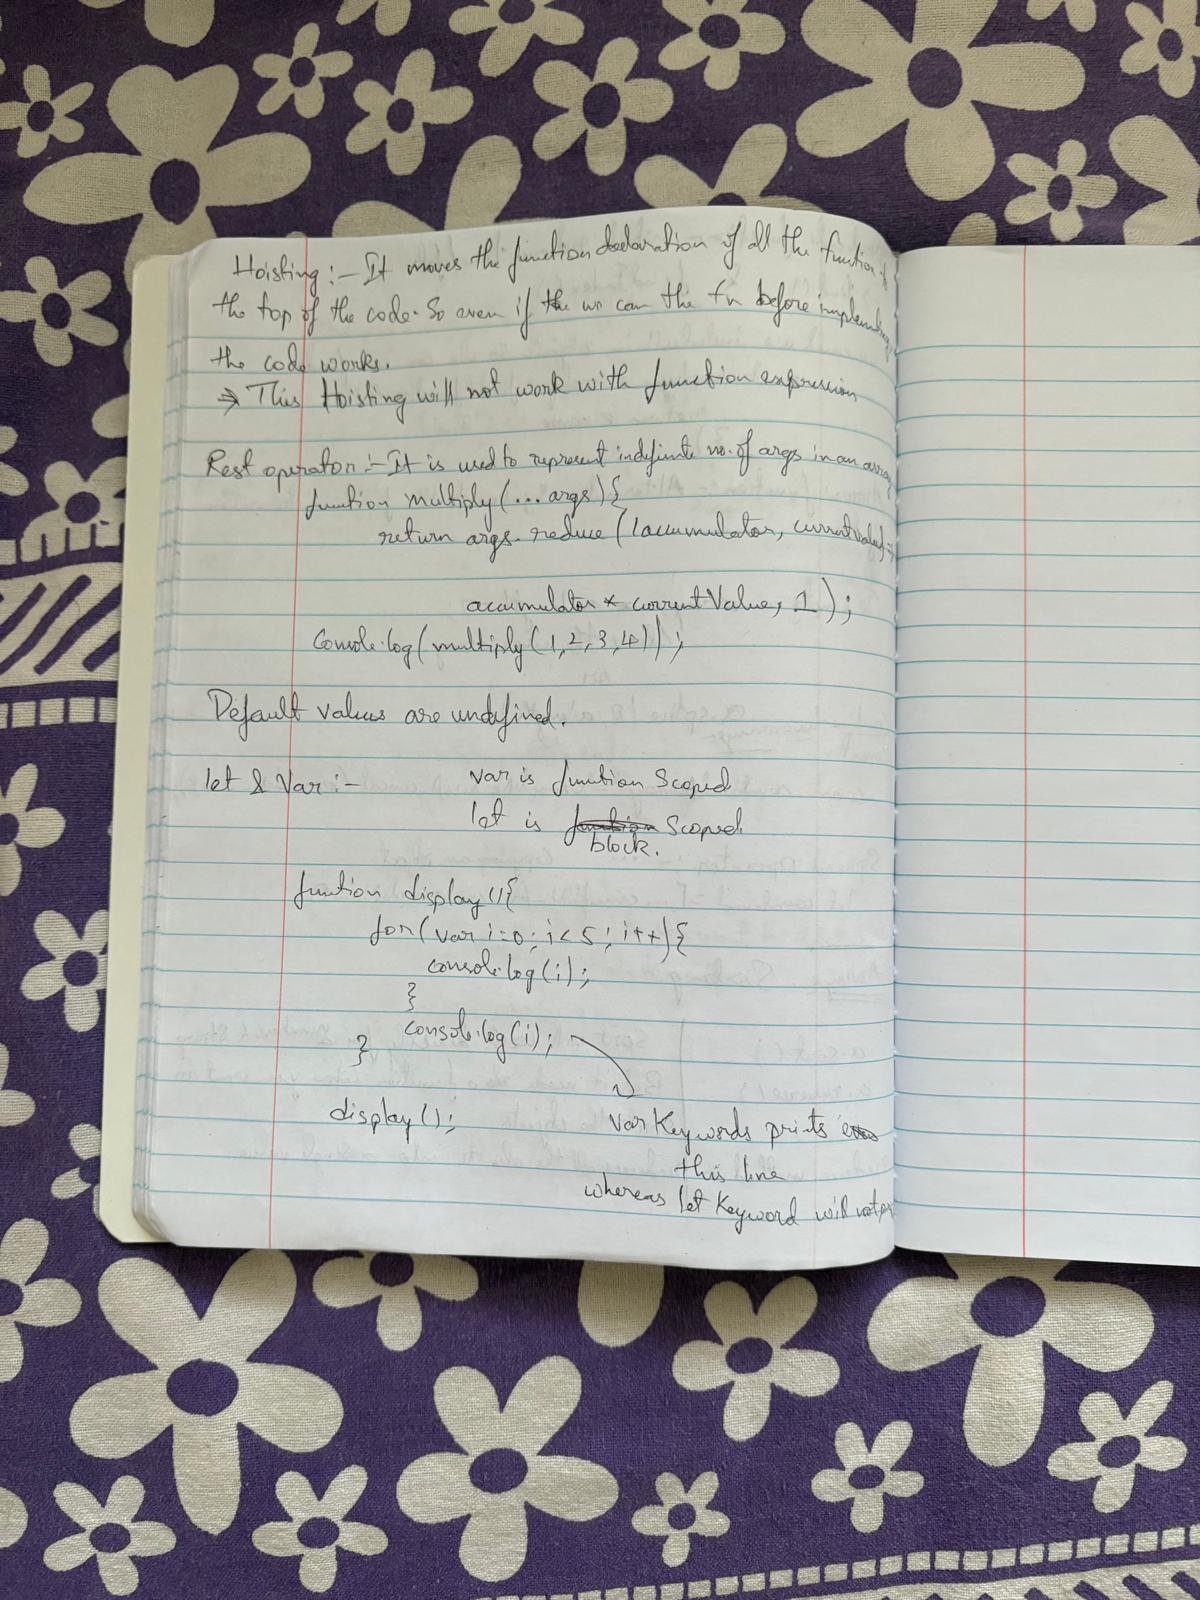 Hoisting :- It moves the function declaration of all the function
the top of the code. So even if the we can the fn before
the code works.
⇒ This Hoisting will not work with function expression
Rest operator :- It is used to represent indefinite no. of args in an array
function multiply (... args) {
return args. reduce ( (accumulator, currentValue) =>
accumulator * currentValue, 1 ) ;
Console.log ( multiply ( 1, 2, 3, 4 ) ) ;
Default values are undefined.
let & Var :- var is function Scoped
let is function Scoped
block.
function display () {
for ( var i=0 ; i < 5 ; i++ ) {
console.log ( i ) ;
}
console.log ( i ) ;
}
display () ;
var Keywords prints
this line
whereas let Keyword will not